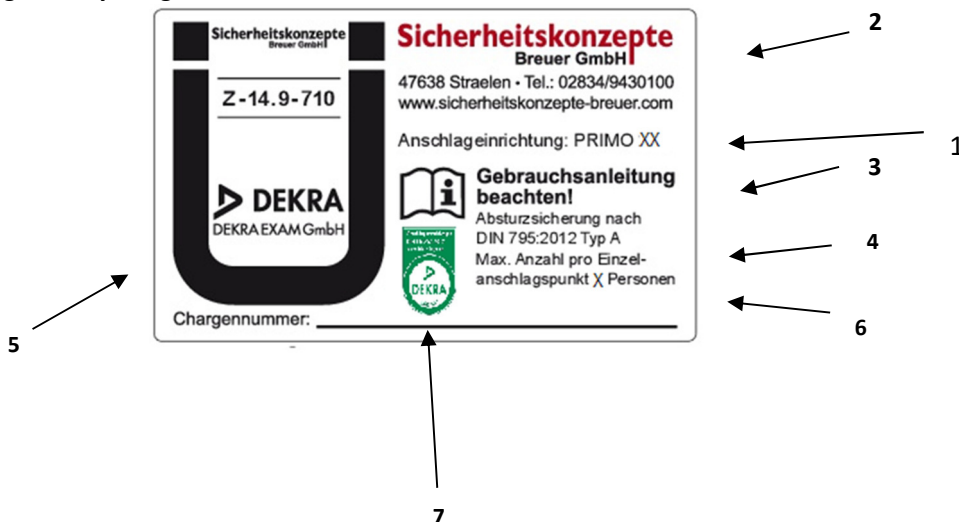 Sicherheitskonzepte
Breuer GmbH
Z-14.9-710
DEKRA
DEKRA EXAM GmbH
Sicherheitskonzepte
Breuer GmbH
47638 Straelen · Tel.: 02834/9430100
www.sicherheitskonzepte-breuer.com
Anschlageinrichtung: PRIMO XX
Gebrauchsanleitung
beachten!
Absturzsicherung nach
DIN 795:2012 Typ A
Max. Anzahl pro Einzel-
anschlagspunkt X Personen
DEKRA
Chargennummer:
2
1
3
4
6
5
7